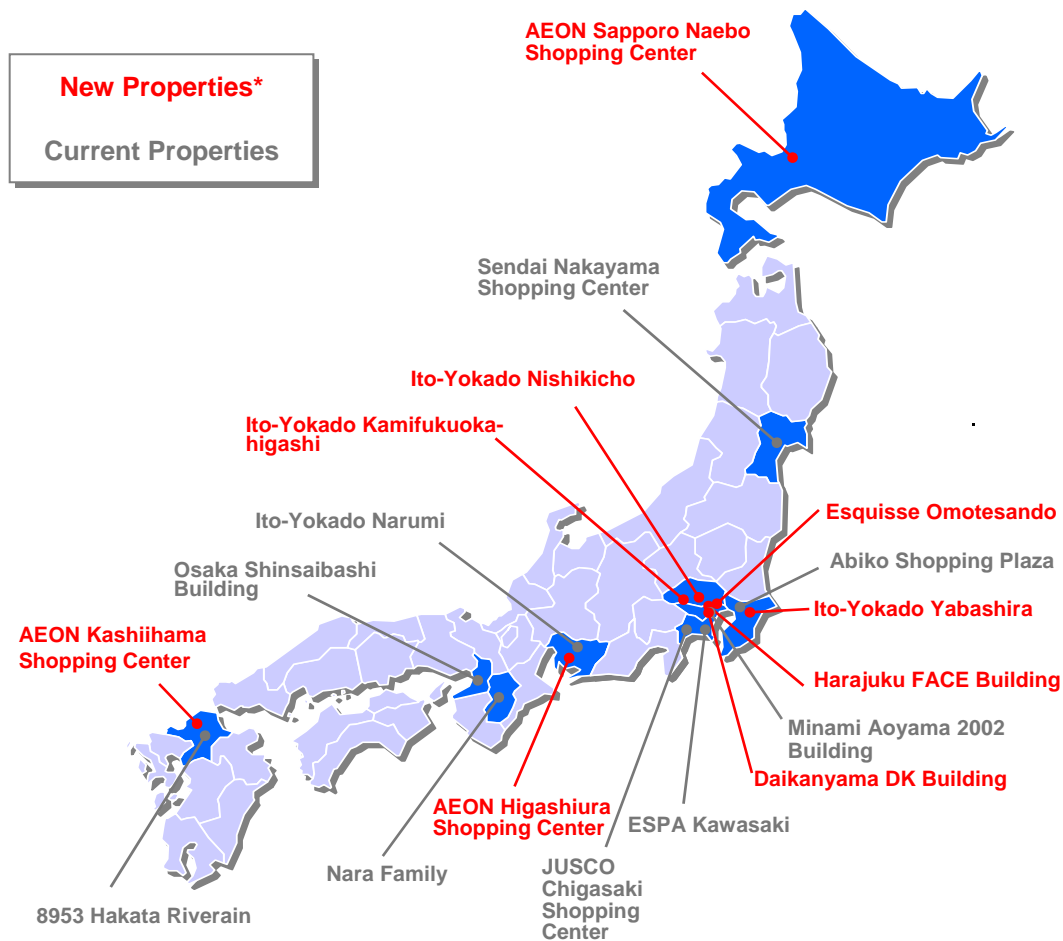 AEON Sapporo Naebo
Shopping Center
New Properties*
Current Properties
Sendai Nakayama
Shopping Center
Ito-Yokado Nishikicho
Ito-Yokado Kamifukuoka-
higashi
Esquisse Omotesando
Ito-Yokado Narumi
Abiko Shopping Plaza
Osaka Shinsaibashi
Building
Ito-Yokado Yabashira
AEON Kashiihama
Shopping Center
Harajuku FACE Building
Minami Aoyama 2002
Building
Daikanyama DK Building
AEON Higashiura
Shopping Center
ESPA Kawasaki
Nara Family
JUSCO
Chigasaki
Shopping
Center
8953 Hakata Riverain